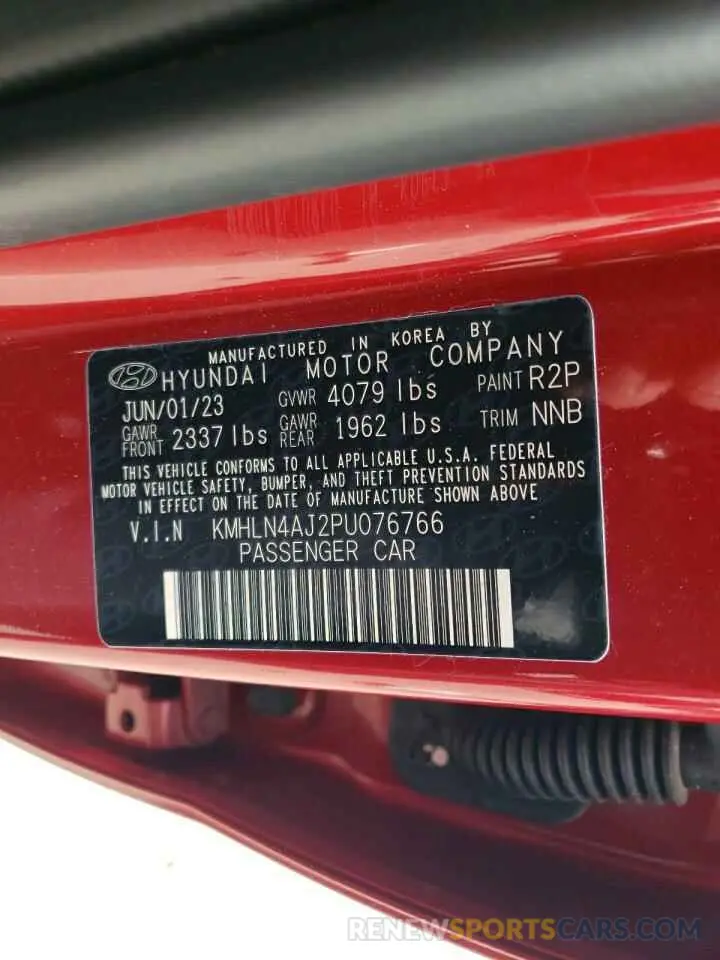 MANUFACTURED IN KOREA BY
HYUNDAI MOTOR COMPANY
JUN/01/23 GVWR 4079 lbs PAINT R2P
GAWR FRONT 2337 lbs GAWR REAR 1962 lbs TRIM NNB
THIS VEHICLE CONFORMS TO ALL APPLICABLE U.S.A. FEDERAL
MOTOR VEHICLE SAFETY, BUMPER, AND THEFT PREVENTION STANDARDS
IN EFFECT ON THE DATE OF MANUFACTURE SHOWN ABOVE
V.I.N KMHLN4AJ2PU076766
PASSENGER CAR
RENEWSPORTSCARS.COM